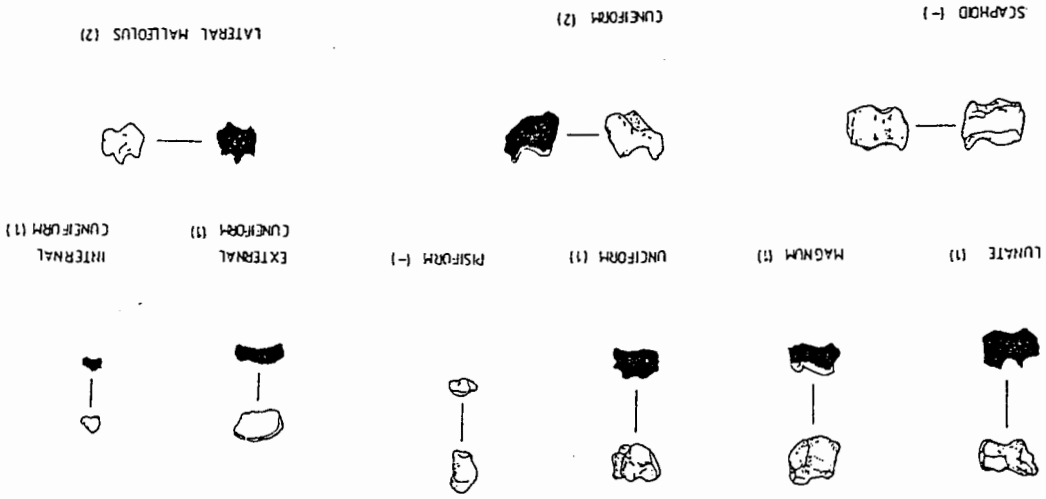 LUNATE (1)
MAGNUM (1)
UNCIFORM (1)
PISIFORM (-)
EXTERNAL
CUNEIFORM (1)
INTERNAL
CUNEIFORM (1)
SCAPHOID (-)
CUNEIFORM (2)
LATERAL MALLEOLUS (2)